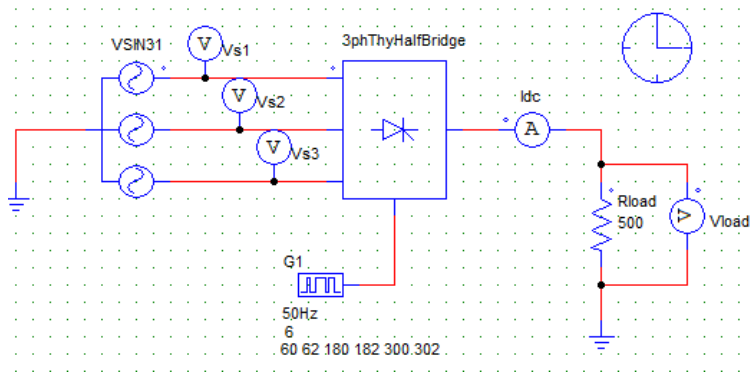 VSIN31
V
Vs1
3phThyHalfBridge
V
Vs2
Idc
A
V
Vs3
Rload
500
V
Vload
G1
50Hz
6
60 62 180 182 300 302